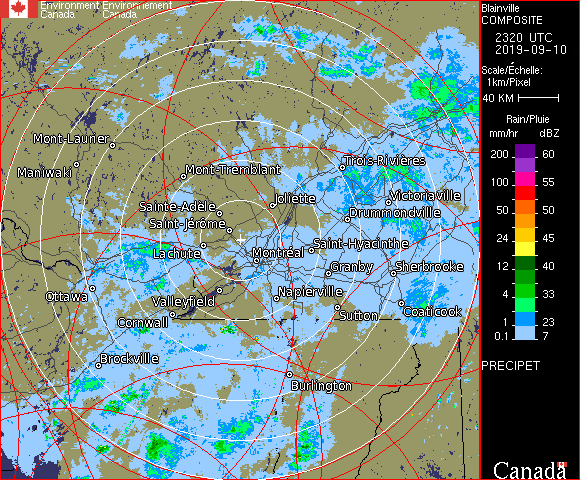 Environment Environnement
Canada Canada
Blainville
COMPOSITE
2320 UTC
2019-09-10
Scale/Échelle:
1km/Pixel
40 KM
Rain/Pluie
mm/hr dBZ
200 60
150 57
100 55
50 50
24 45
12 40
4 33
1 23
0.1 7
PRECIPET
Canada
Mont-Laurier
Maniwaki
Mont-Tremblant
Trois-Rivières
Sainte-Adèle
Joliette
Victoriaville
Saint-Jérôme
Drummondville
Lachute
Montréal
Saint-Hyacinthe
Granby
Sherbrooke
Ottawa
Valleyfield
Napierville
Cornwall
Sutton
Coaticook
Brockville
Burlington